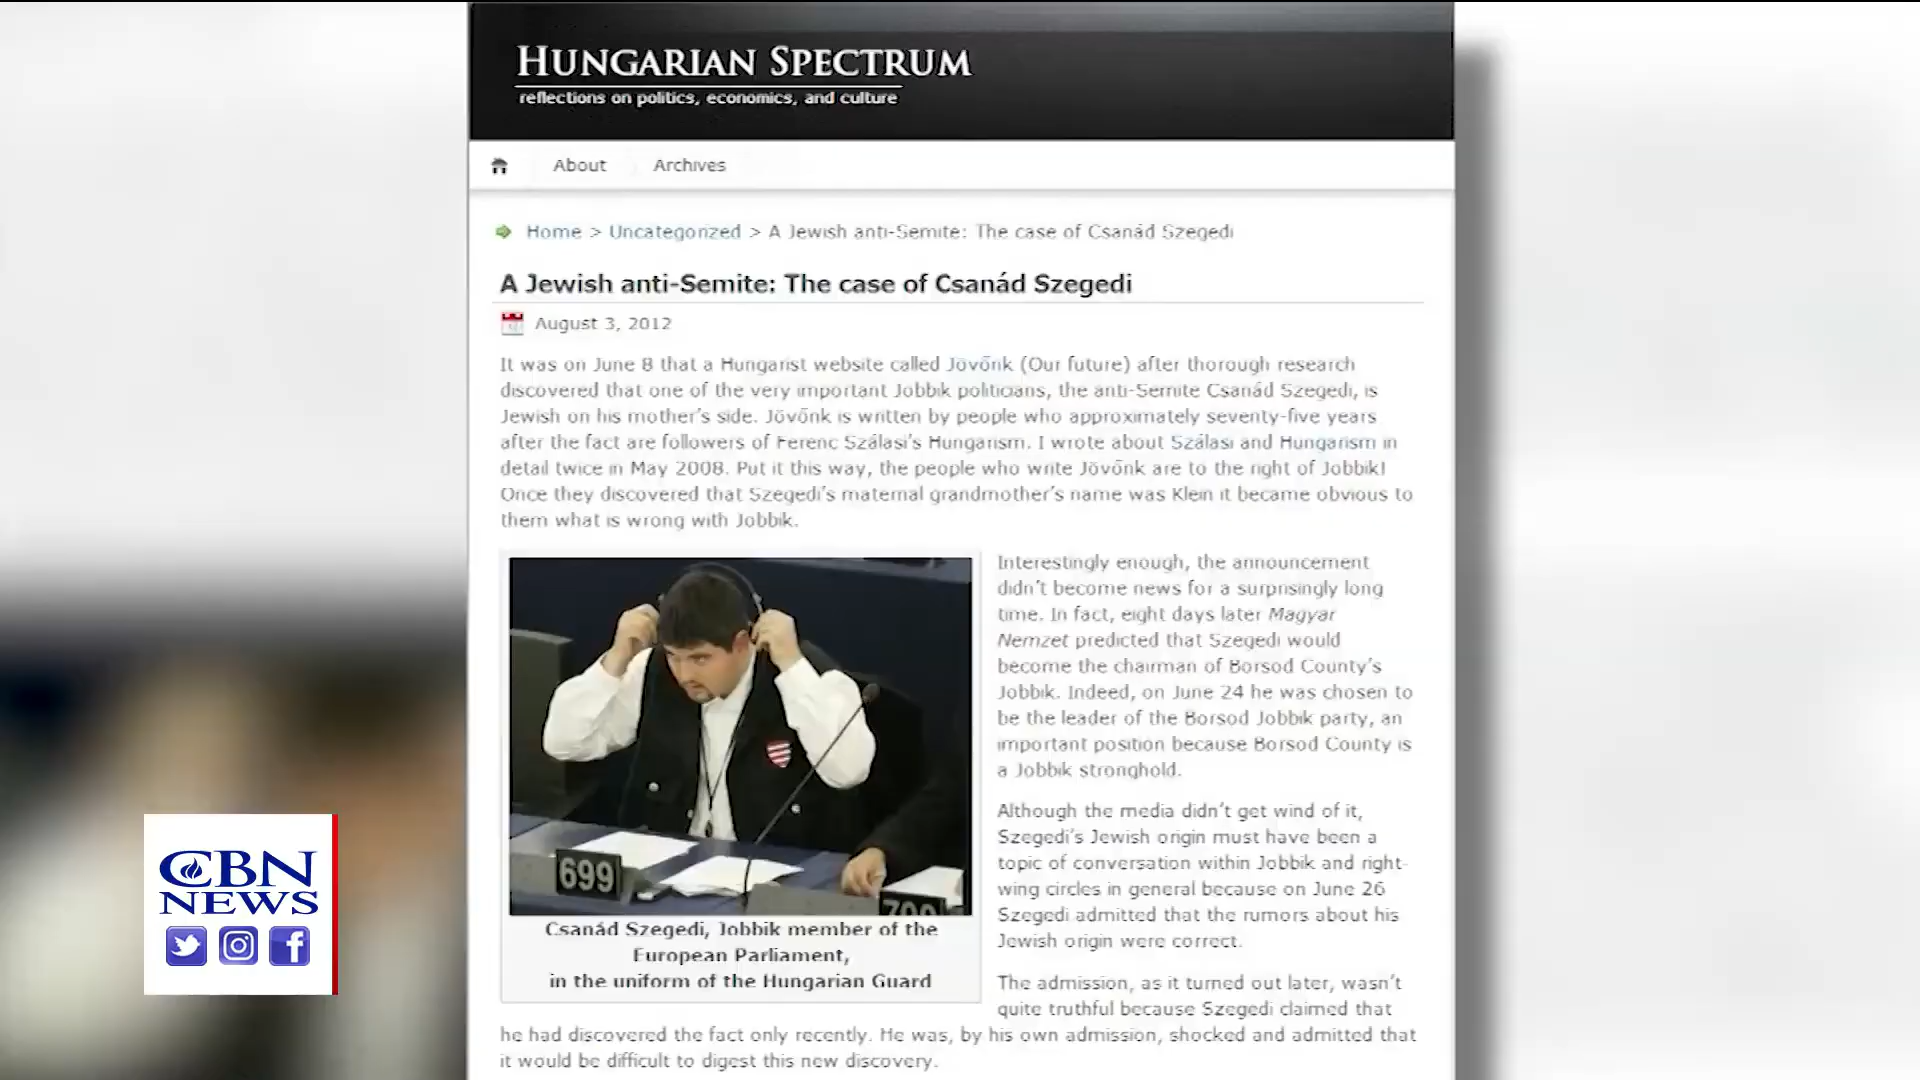 HUNGARIAN SPECTRUM
reflections on politics, economics, and culture
About Archives
Home > Uncategorized > A Jewish anti-Semite: The case of Csanád Szegedi
A Jewish anti-Semite: The case of Csanád Szegedi
August 3, 2012
It was on June 8 that a Hungarist website called Jövőnk (Our future) after thorough research
discovered that one of the very important Jobbik politicians, the anti-Semite Csanád Szegedi, is
Jewish on his mother's side. Jövőnk is written by people who approximately seventy-five years
after the fact are followers of Ferenc Szálasi's Hungarism. I wrote about Szálasi and Hungarism in
detail twice in May 2008. Put it this way, the people who write Jövőnk are to the right of Jobbik!
Once they discovered that Szegedi's maternal grandmother's name was Klein it became obvious to
them what is wrong with Jobbik.
Interestingly enough, the announcement
didn't become news for a surprisingly long
time. In fact, eight days later Magyar
Nemzet predicted that Szegedi would
become the chairman of Borsod County's
Jobbik. Indeed, on June 24 he was chosen to
be the leader of the Borsod Jobbik party, an
important position because Borsod County is
a Jobbik stronghold.
Although the media didn't get wind of it,
Szegedi's Jewish origin must have been a
topic of conversation within Jobbik and right-
wing circles in general because on June 26
Szegedi admitted that the rumors about his
Jewish origin were correct.
The admission, as it turned out later, wasn't
quite truthful because Szegedi claimed that
he had discovered the fact only recently. He was, by his own admission, shocked and admitted that
it would be difficult to digest this new discovery.
699
700
Csanád Szegedi, Jobbik member of the
European Parliament,
in the uniform of the Hungarian Guard
CBN
NEWS